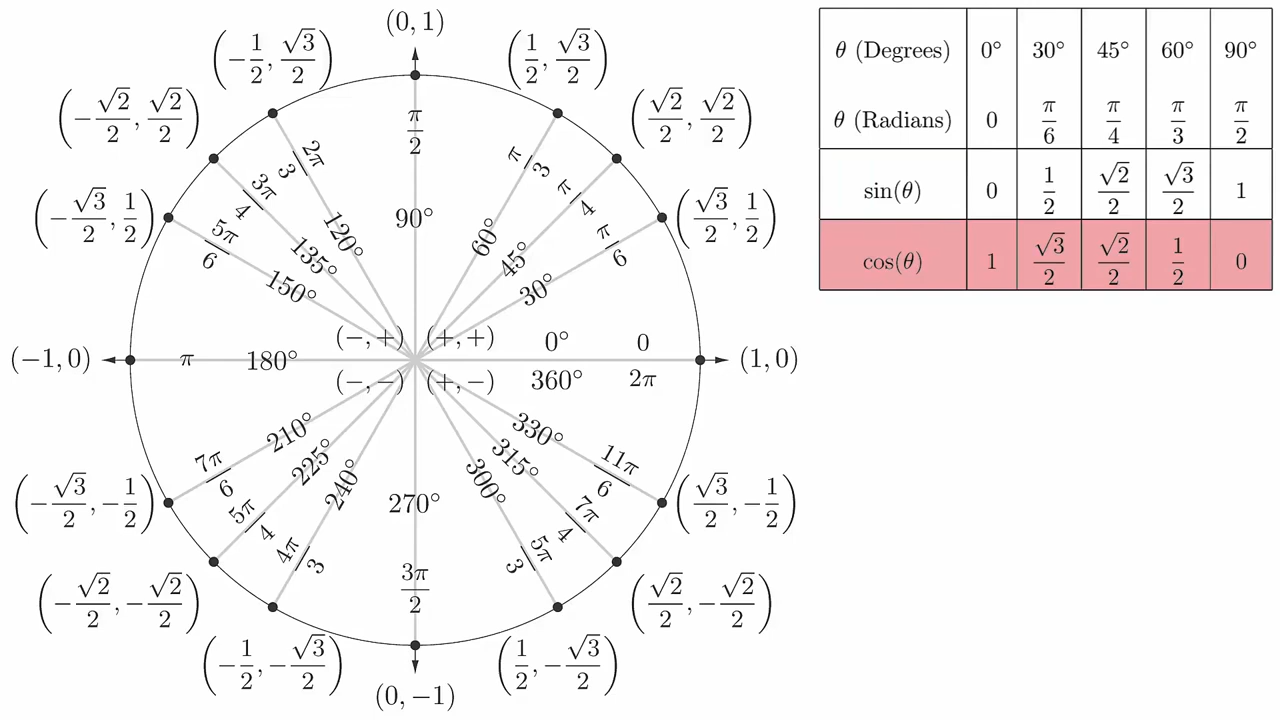 (0, 1)
(−1/2, √3/2)
(1/2, √3/2)
(−√2/2, √2/2)
(√2/2, √2/2)
(−√3/2, 1/2)
(√3/2, 1/2)
π/2
2π/3
π/3
3π/4
π/4
5π/6
π/6
90°
120°
60°
135°
45°
150°
30°
(−, +) (+, +) 0° 0
(−1, 0) π 180° (1, 0)
(−, −) (+, −) 360° 2π
210°
330°
225°
315°
240°
300°
270°
7π/6
11π/6
5π/4
7π/4
4π/3
5π/3
3π/2
(−√3/2, −1/2)
(√3/2, −1/2)
(−√2/2, −√2/2)
(√2/2, −√2/2)
(−1/2, −√3/2)
(1/2, −√3/2)
(0, −1)
θ (Degrees) 0° 30° 45° 60° 90°
θ (Radians) 0 π/6 π/4 π/3 π/2
sin(θ) 0 1/2 √2/2 √3/2 1
cos(θ) 1 √3/2 √2/2 1/2 0